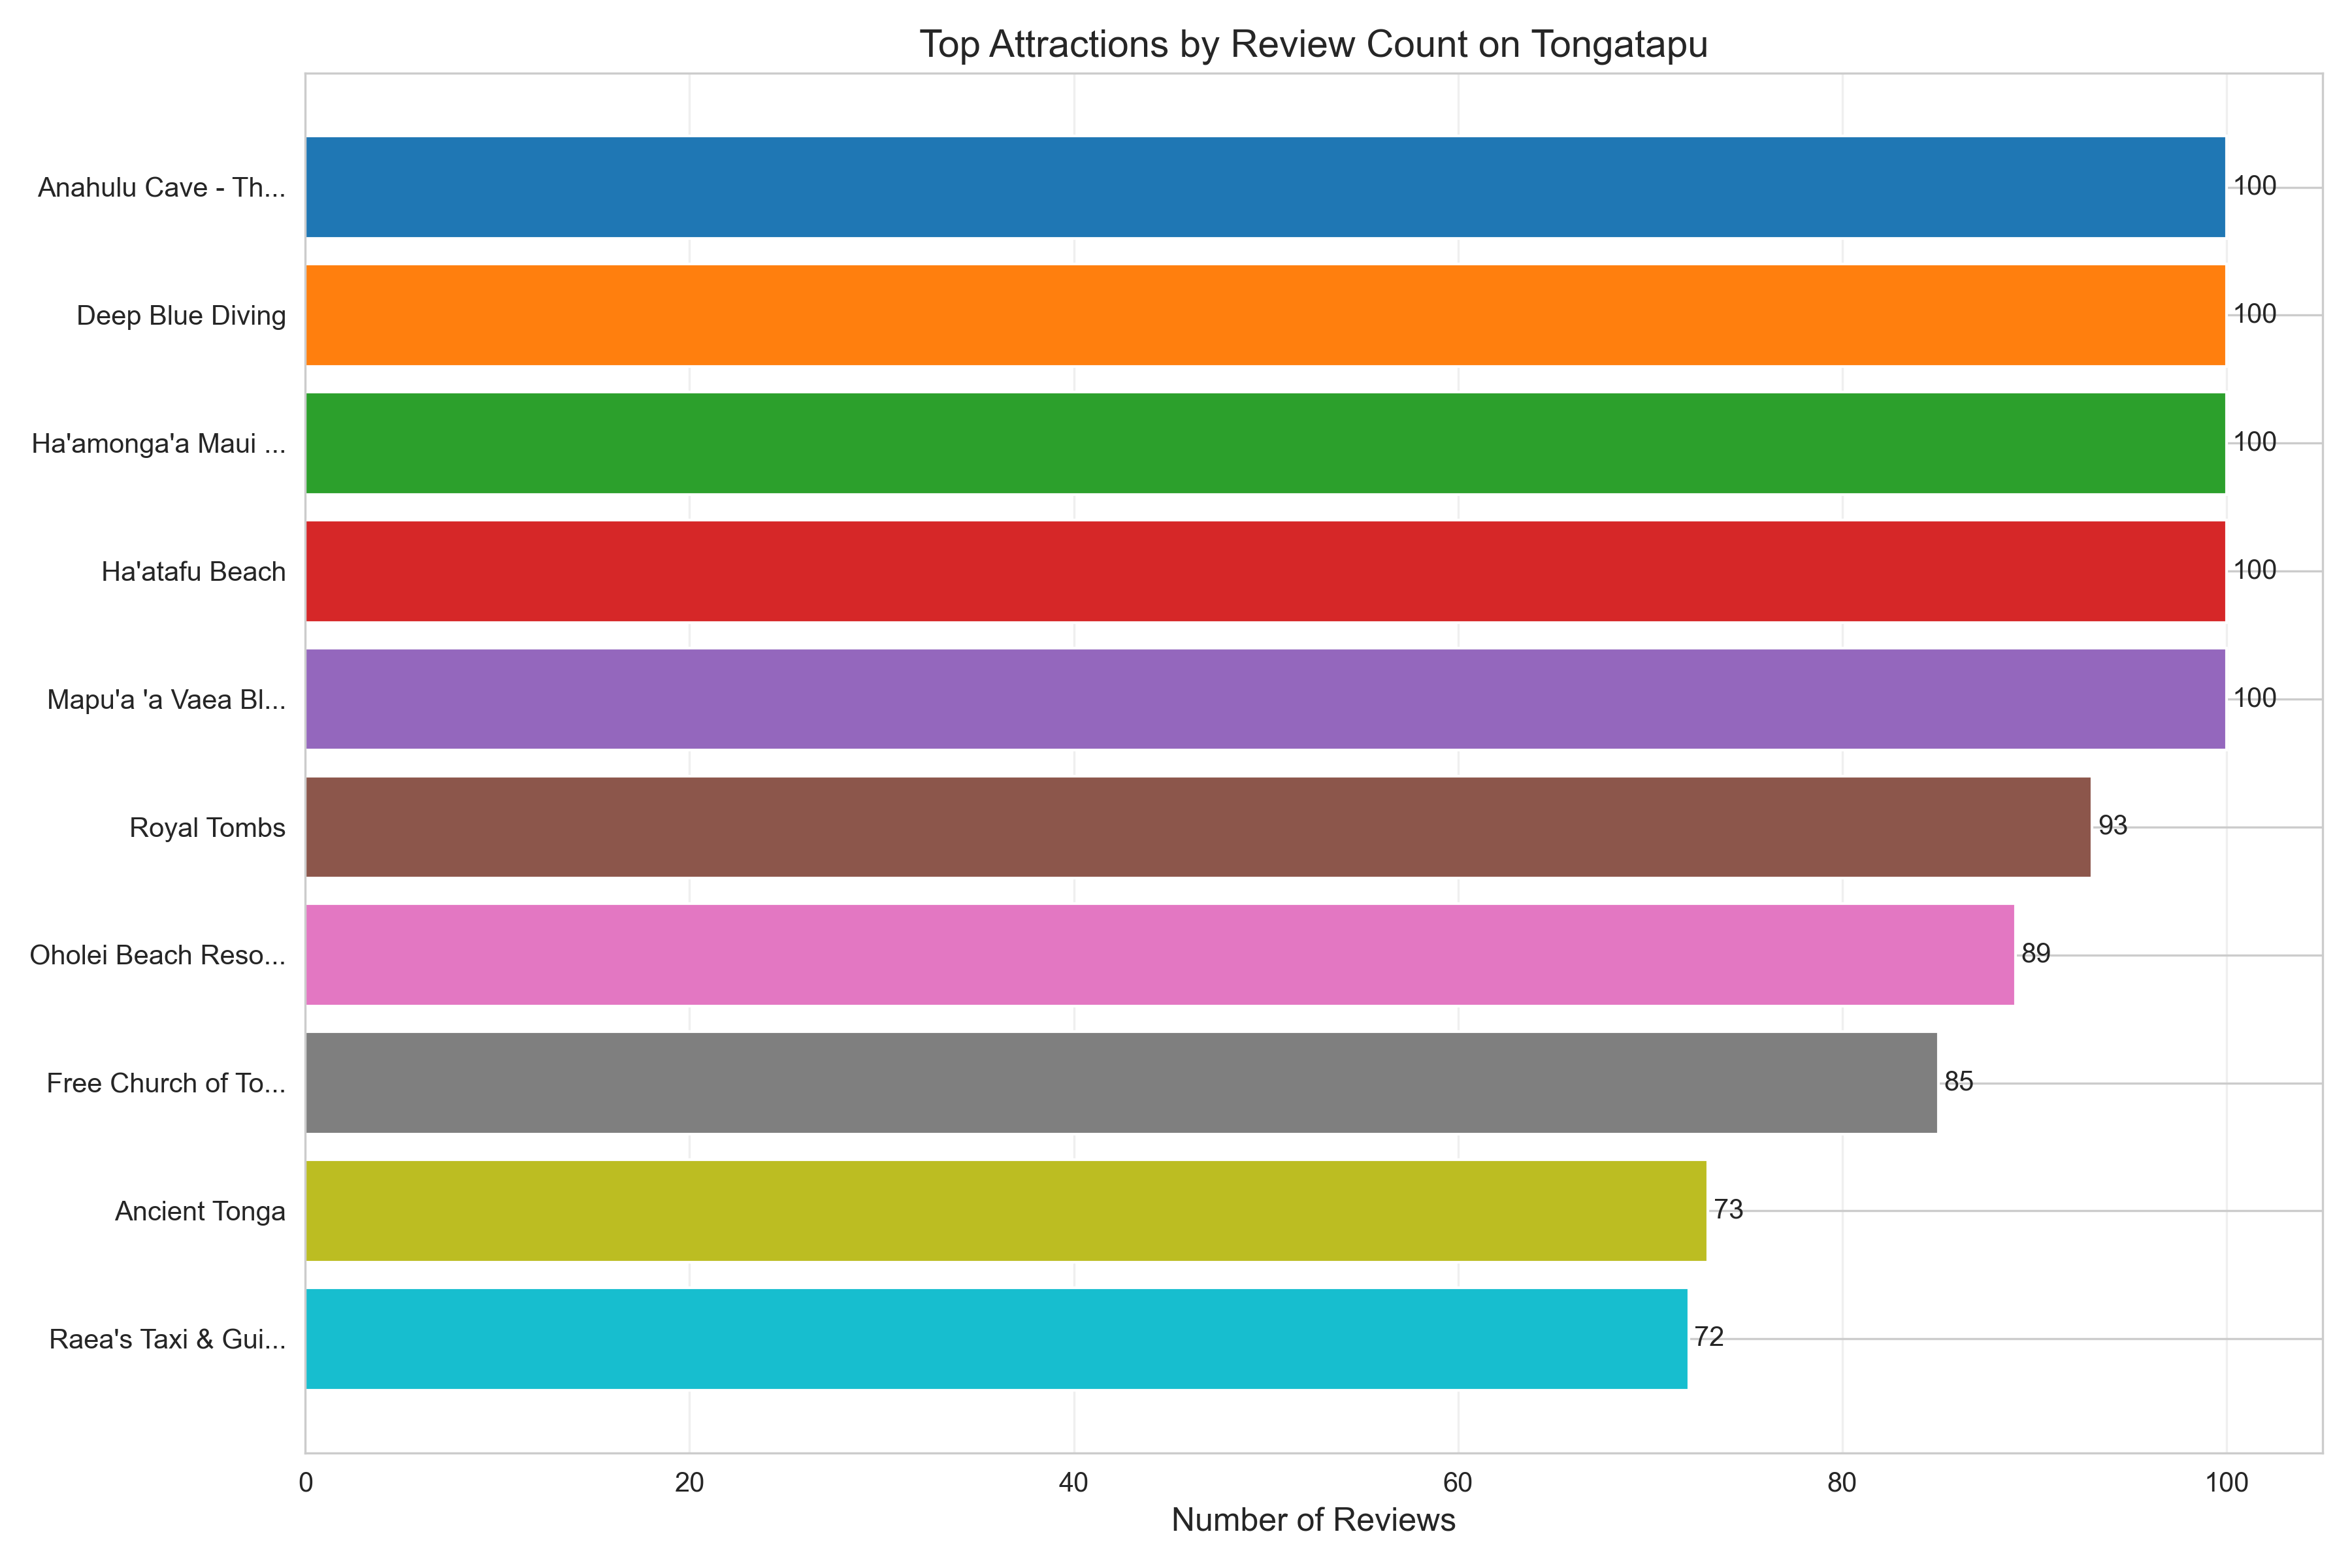 Top Attractions by Review Count on Tongatapu
Anahulu Cave - Th... 100
Deep Blue Diving 100
Ha'amonga'a Maui ... 100
Ha'atafu Beach 100
Mapu'a 'a Vaea Bl... 100
Royal Tombs 93
Oholei Beach Reso... 89
Free Church of To... 85
Ancient Tonga 73
Raea's Taxi & Gui... 72
0 20 40 60 80 100
Number of Reviews